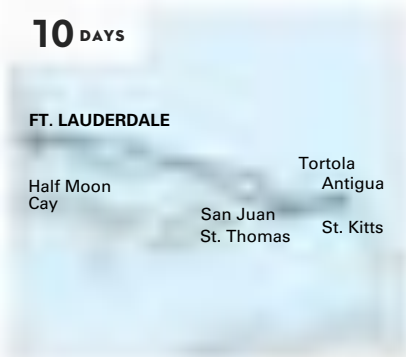 10 DAYS
FT. LAUDERDALE
Tortola
Antigua
Half Moon
Cay
San Juan
St. Thomas
St. Kitts